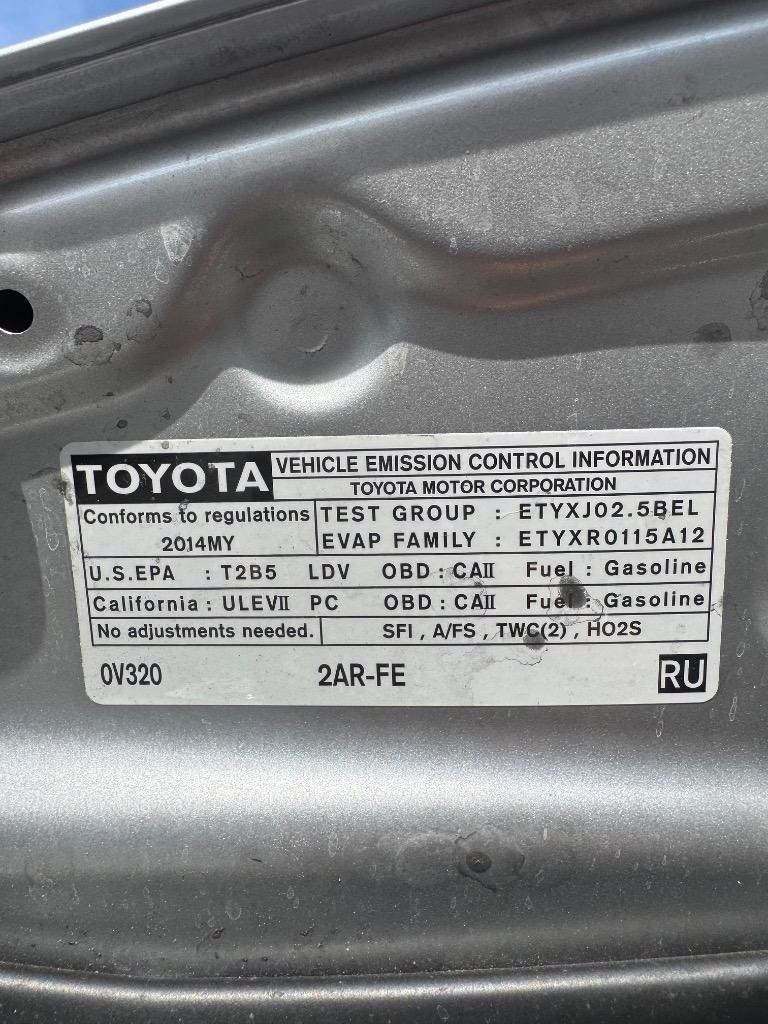 TOYOTA VEHICLE EMISSION CONTROL INFORMATION
TOYOTA MOTOR CORPORATION
Conforms to regulations
2014MY
TEST GROUP : ETYXJ02.5BEL
EVAP FAMILY : ETYXR0115A12
U.S.EPA : T2B5 LDV OBD : CAII Fuel : Gasoline
California : ULEVII PC OBD : CAII Fuel : Gasoline
No adjustments needed. SFI , A/FS , TWC(2) , HO2S
0V320 2AR-FE RU